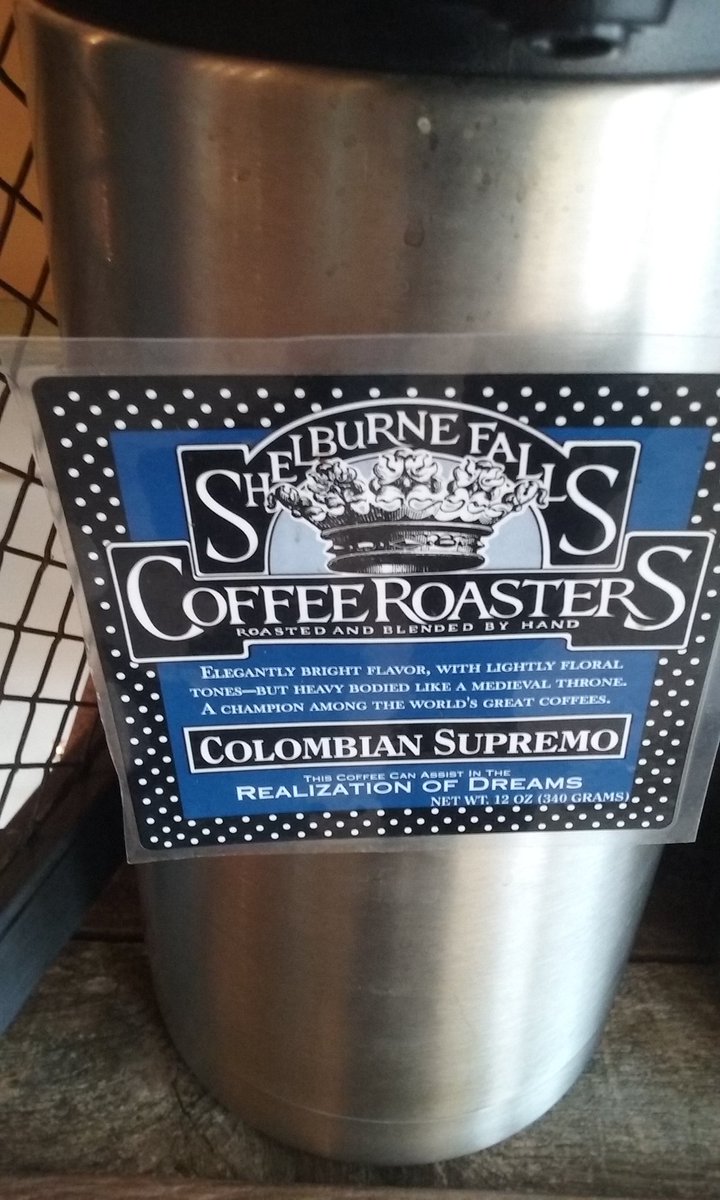 SHELBURNE FALLS
COFFEE ROASTERS
ROASTED AND BLENDED BY HAND
ELEGANTLY BRIGHT FLAVOR, WITH LIGHTLY FLORAL
TONES—BUT HEAVY BODIED LIKE A MEDIEVAL THRONE.
A CHAMPION AMONG THE WORLD'S GREAT COFFEES.
COLOMBIAN SUPREMO
THIS COFFEE CAN ASSIST IN THE
REALIZATION OF DREAMS
NET WT. 12 OZ (340 GRAMS)